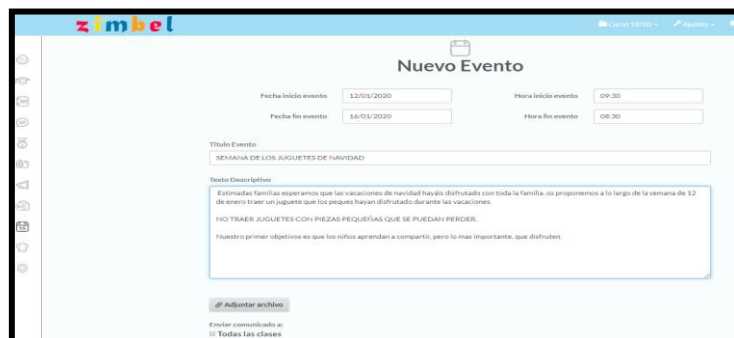 zimbel
Curso 19/20
Ajustes
Nuevo Evento
Fecha inicio evento 12/01/2020 Hora inicio evento 09:30
Fecha fin evento 16/01/2020 Hora fin evento 08:30
Título Evento
SEMANA DE LOS JUGUETES DE NAVIDAD
Texto Descriptivo
Estimadas familias esperamos que las vacaciones de navidad hayáis disfrutado con toda la familia. os proponemos a lo largo de la semana de 12
de enero traer un juguete que los peques hayan disfrutado durante las vacaciones.
NO TRAER JUGUETES CON PIEZAS PEQUEÑAS QUE SE PUEDAN PERDER.
Nuestro primer objetivos es que los niños aprendan a compartir, pero lo mas importante, que disfruten.
Adjuntar archivo
Enviar comunicado a:
Todas las clases